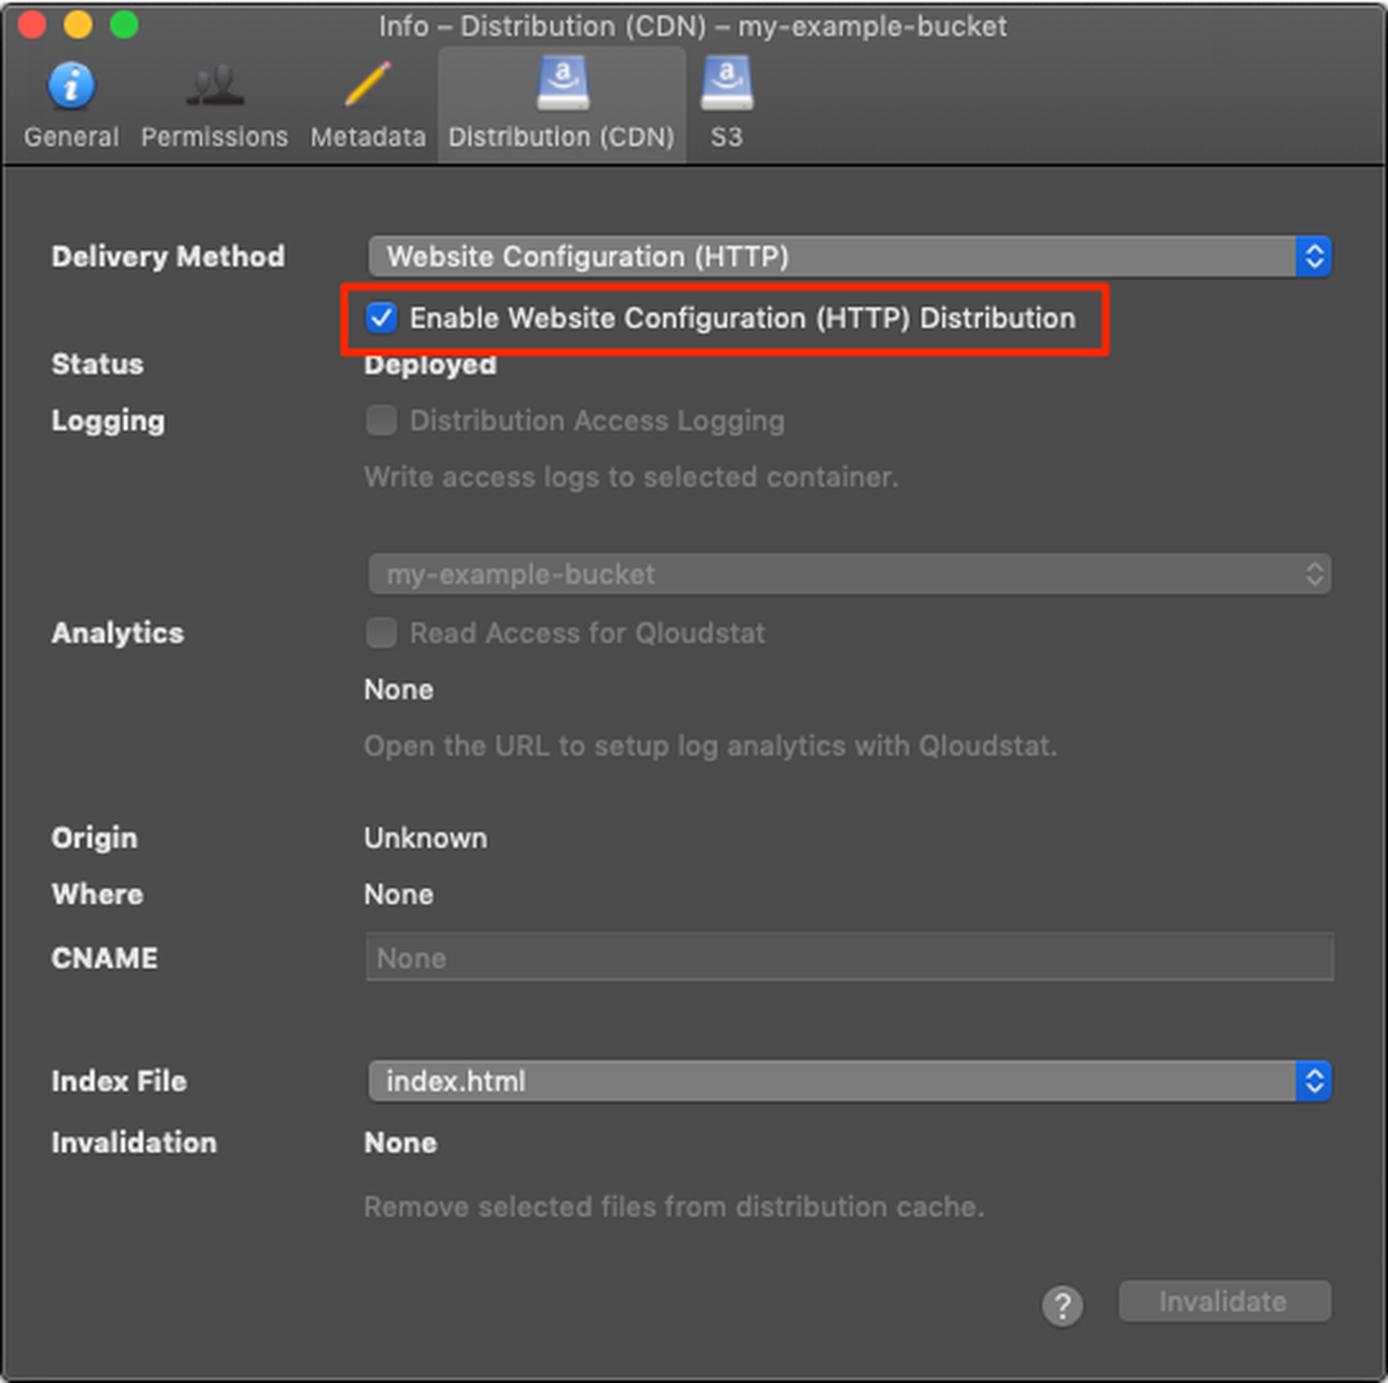 Info – Distribution (CDN) – my-example-bucket
General Permissions Metadata Distribution (CDN) S3
Delivery Method Website Configuration (HTTP)
Enable Website Configuration (HTTP) Distribution
Status Deployed
Logging Distribution Access Logging
Write access logs to selected container.
my-example-bucket
Analytics Read Access for Qloudstat
None
Open the URL to setup log analytics with Qloudstat.
Origin Unknown
Where None
CNAME None
Index File index.html
Invalidation None
Remove selected files from distribution cache.
? Invalidate